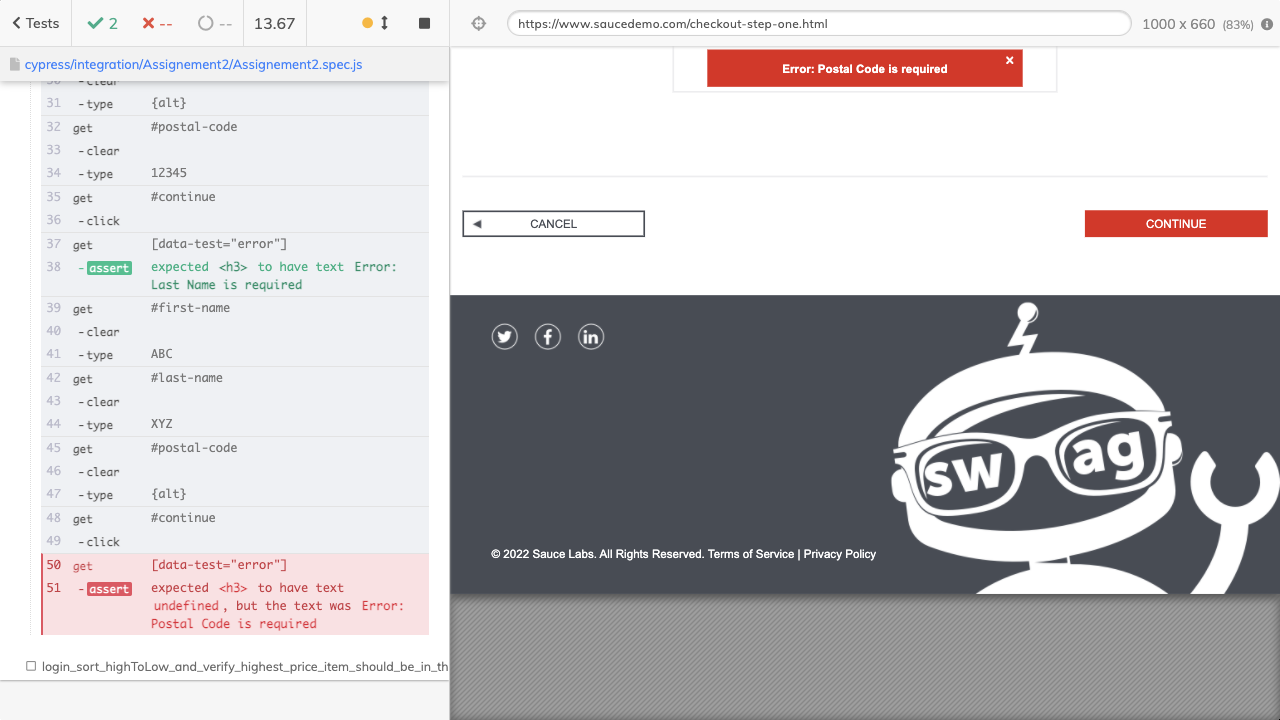 Tests
2
--
--
13.67
https://www.saucedemo.com/checkout-step-one.html
1000 x 660 (83%)
cypress/integration/Assignement2/Assignement2.spec.js
30 -clear
31 -type {alt}
32 get #postal-code
33 -clear
34 -type 12345
35 get #continue
36 -click
37 get [data-test="error"]
38 -assert expected <h3> to have text Error:
Last Name is required
39 get #first-name
40 -clear
41 -type ABC
42 get #last-name
43 -clear
44 -type XYZ
45 get #postal-code
46 -clear
47 -type {alt}
48 get #continue
49 -click
50 get [data-test="error"]
51 -assert expected <h3> to have text
undefined, but the text was Error:
Postal Code is required
login_sort_highToLow_and_verify_highest_price_item_should_be_in_th
Error: Postal Code is required
CANCEL
CONTINUE
sw ag
© 2022 Sauce Labs. All Rights Reserved. Terms of Service | Privacy Policy